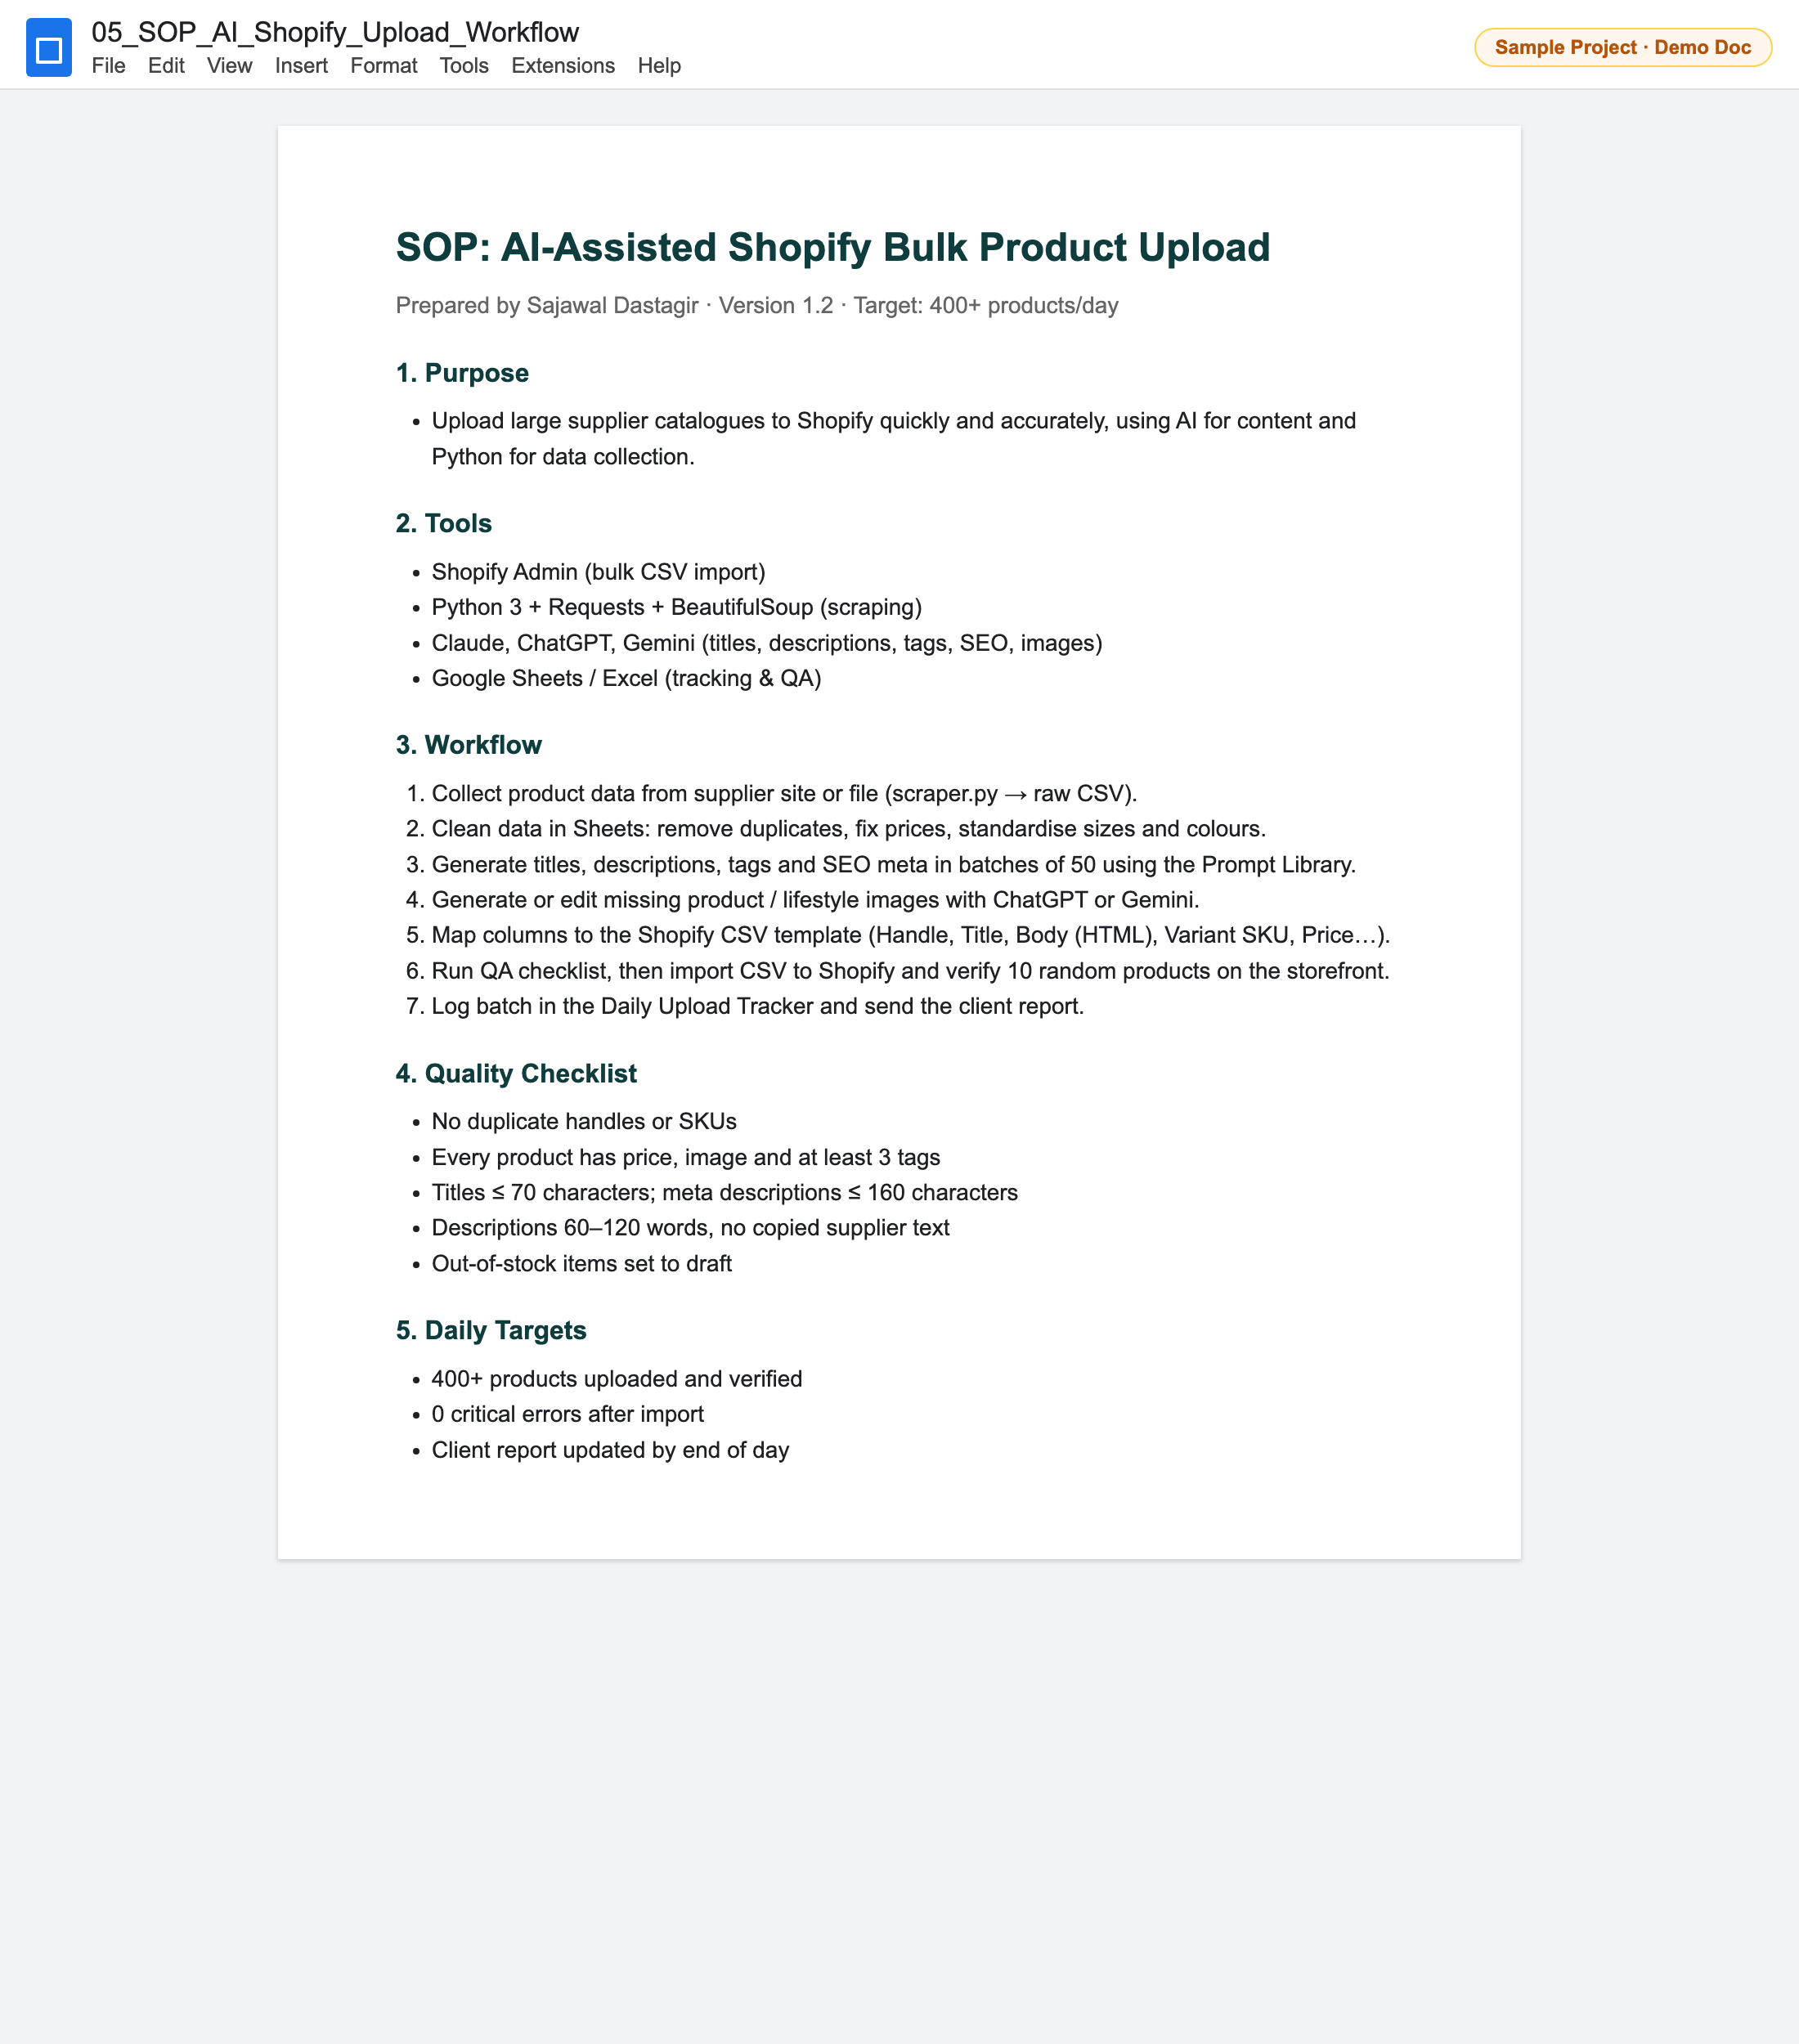 05_SOP_AI_Shopify_Upload_Workflow
File Edit View Insert Format Tools Extensions Help
Sample Project · Demo Doc
SOP: AI-Assisted Shopify Bulk Product Upload
Prepared by Sajawal Dastagir · Version 1.2 · Target: 400+ products/day
1. Purpose
• Upload large supplier catalogues to Shopify quickly and accurately, using AI for content and
Python for data collection.
2. Tools
• Shopify Admin (bulk CSV import)
• Python 3 + Requests + BeautifulSoup (scraping)
• Claude, ChatGPT, Gemini (titles, descriptions, tags, SEO, images)
• Google Sheets / Excel (tracking & QA)
3. Workflow
1. Collect product data from supplier site or file (scraper.py → raw CSV).
2. Clean data in Sheets: remove duplicates, fix prices, standardise sizes and colours.
3. Generate titles, descriptions, tags and SEO meta in batches of 50 using the Prompt Library.
4. Generate or edit missing product / lifestyle images with ChatGPT or Gemini.
5. Map columns to the Shopify CSV template (Handle, Title, Body (HTML), Variant SKU, Price…).
6. Run QA checklist, then import CSV to Shopify and verify 10 random products on the storefront.
7. Log batch in the Daily Upload Tracker and send the client report.
4. Quality Checklist
• No duplicate handles or SKUs
• Every product has price, image and at least 3 tags
• Titles ≤ 70 characters; meta descriptions ≤ 160 characters
• Descriptions 60–120 words, no copied supplier text
• Out-of-stock items set to draft
5. Daily Targets
• 400+ products uploaded and verified
• 0 critical errors after import
• Client report updated by end of day